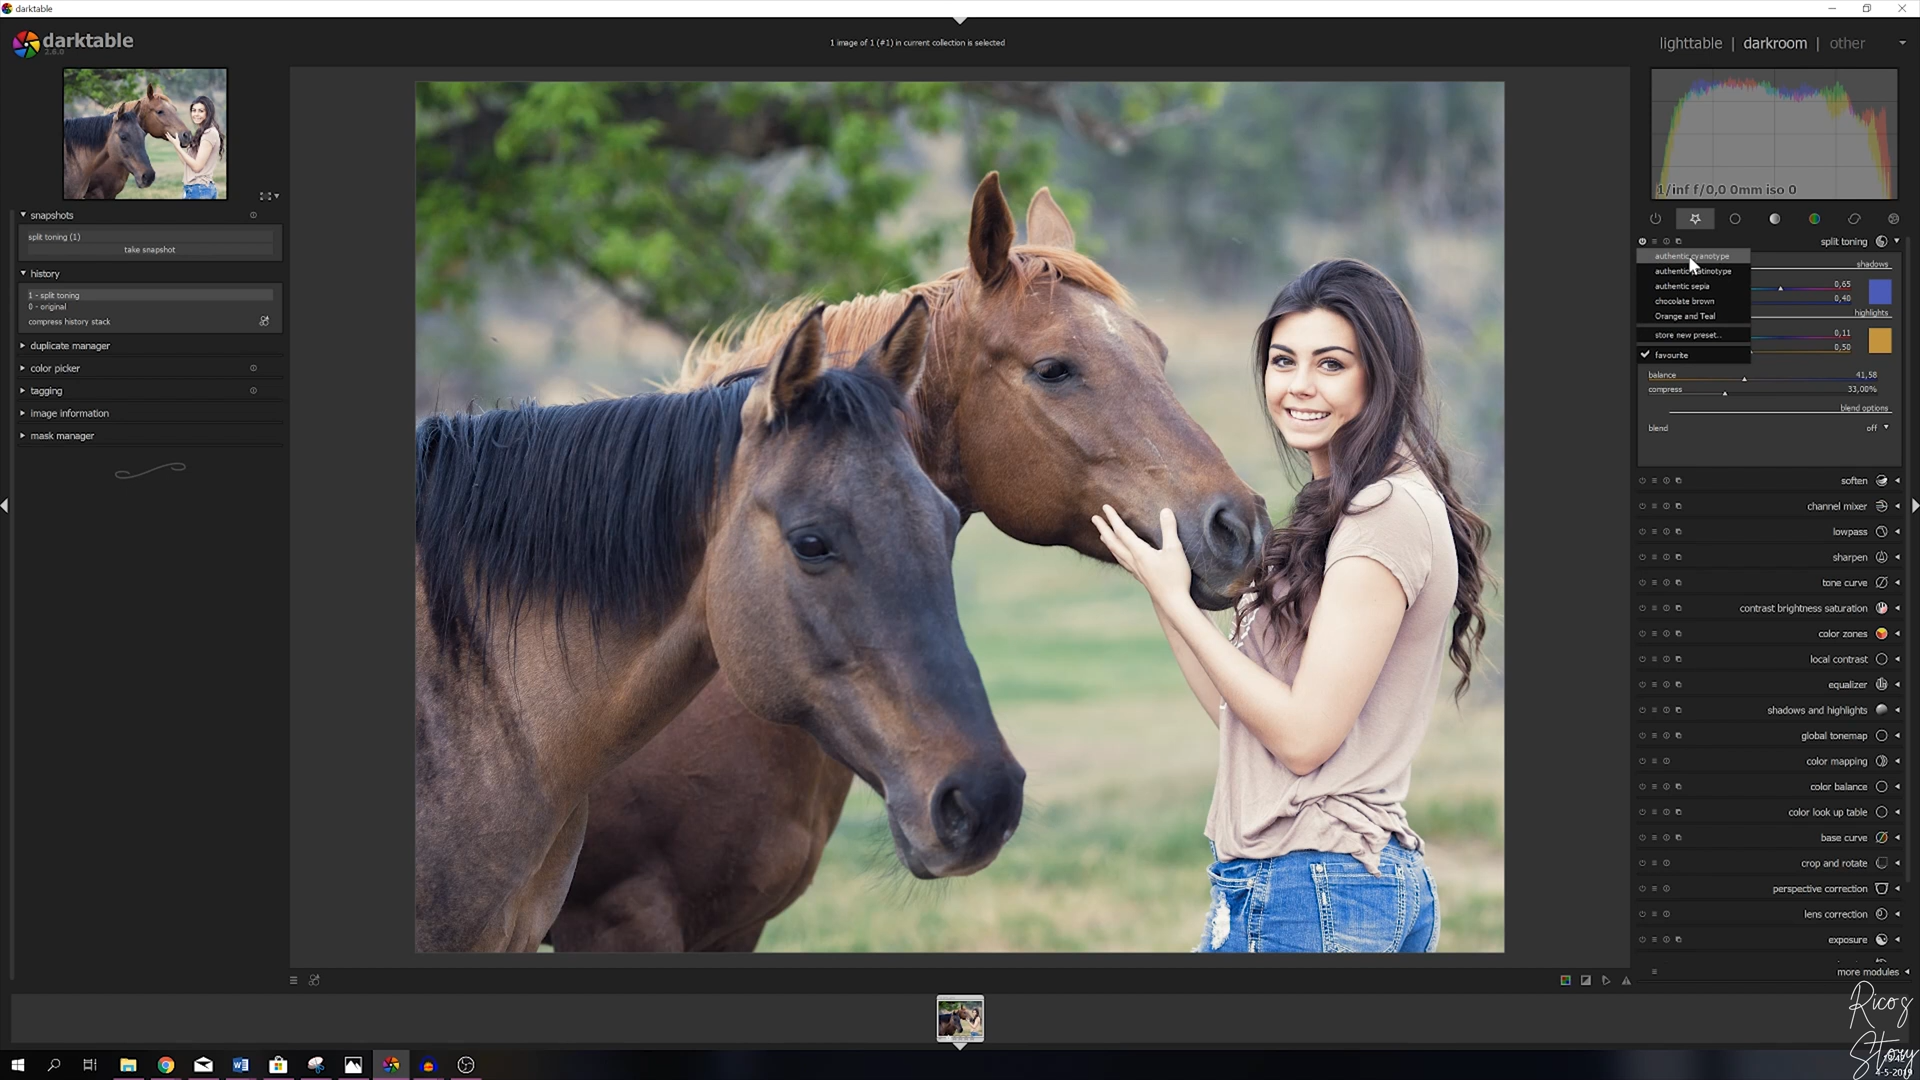 darktable
darktable
2.6.0
1 image of 1 (#1) in current collection is selected
lighttable | darkroom | other
1/inf f/0,0 0mm iso 0
snapshots
split toning (1)
take snapshot
history
1 - split toning
0 - original
compress history stack
duplicate manager
color picker
tagging
image information
mask manager
split toning
authentic cyanotype
authentic platinotype
authentic sepia
chocolate brown
Orange and Teal
store new preset...
favourite
shadows
0,65
0,40
highlights
0,11
0,50
balance 41,58
compress 33,00%
blend options
blend off
soften
channel mixer
lowpass
sharpen
tone curve
contrast brightness saturation
color zones
local contrast
equalizer
shadows and highlights
global tonemap
color mapping
color balance
color look up table
base curve
crop and rotate
perspective correction
lens correction
exposure
more modules
Rico's
Story